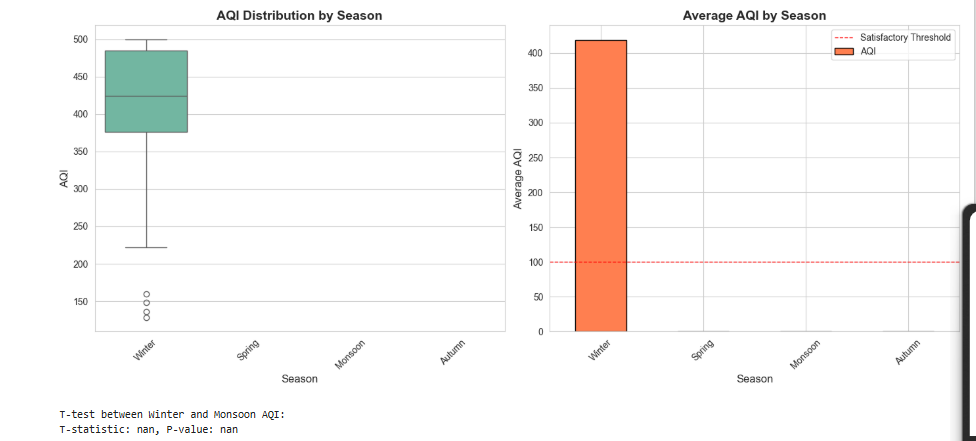 AQI Distribution by Season
500
450
400
350
300
250
200
150
AQI
Winter
Spring
Monsoon
Autumn
Season
Average AQI by Season
Satisfactory Threshold
AQI
400
350
300
250
200
150
100
50
0
Average AQI
Winter
Spring
Monsoon
Autumn
Season
T-test between Winter and Monsoon AQI:
T-statistic: nan, P-value: nan